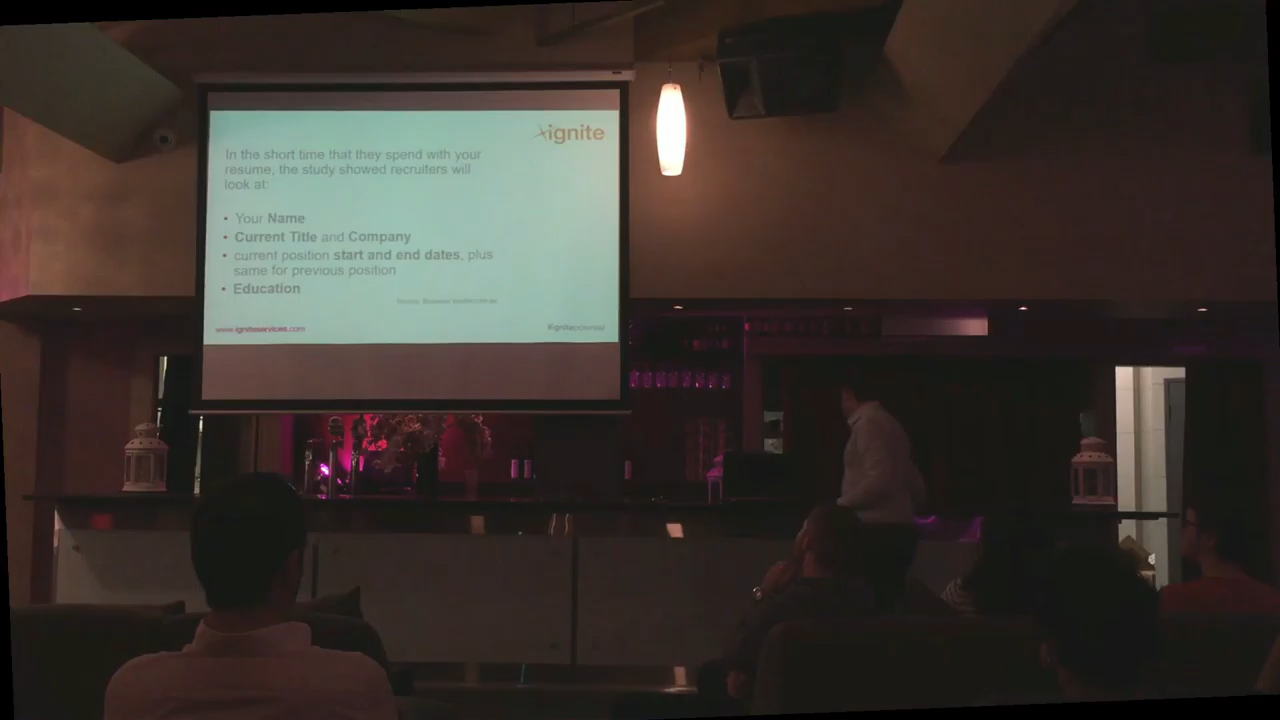 ignite
In the short time that they spend with your
resume, the study showed recruiters will
look at:
• Your Name
• Current Title and Company
• current position start and end dates, plus
same for previous position
• Education
www.igniteservices.com